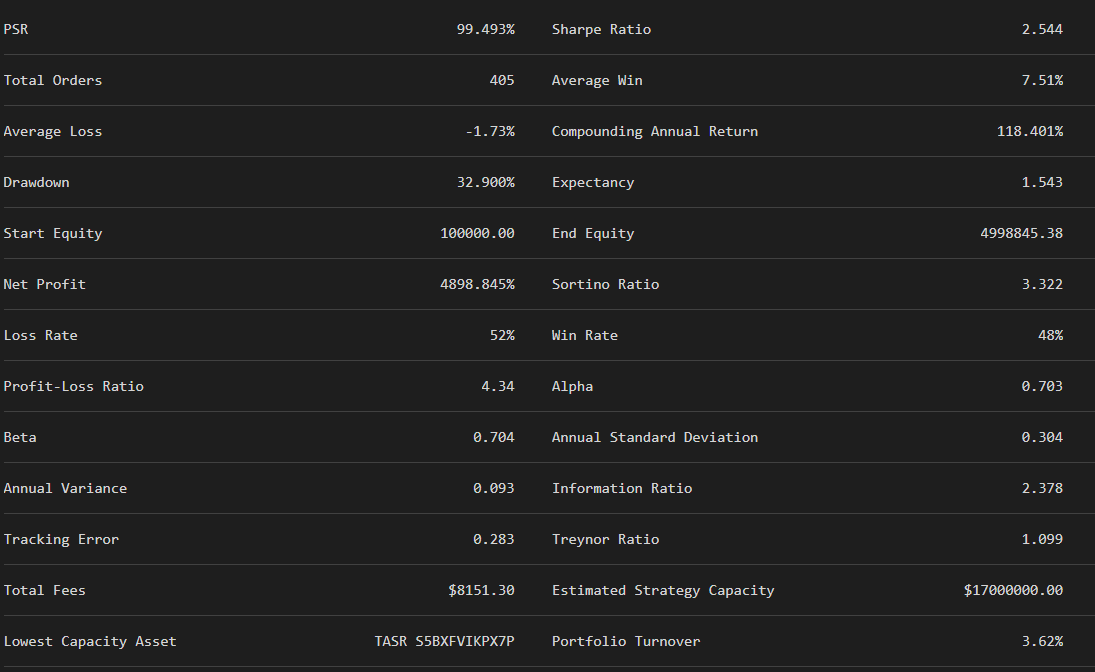 PSR 99.493% Sharpe Ratio 2.544
Total Orders 405 Average Win 7.51%
Average Loss -1.73% Compounding Annual Return 118.401%
Drawdown 32.900% Expectancy 1.543
Start Equity 100000.00 End Equity 4998845.38
Net Profit 4898.845% Sortino Ratio 3.322
Loss Rate 52% Win Rate 48%
Profit-Loss Ratio 4.34 Alpha 0.703
Beta 0.704 Annual Standard Deviation 0.304
Annual Variance 0.093 Information Ratio 2.378
Tracking Error 0.283 Treynor Ratio 1.099
Total Fees $8151.30 Estimated Strategy Capacity $17000000.00
Lowest Capacity Asset TASR S5BXFVIKPX7P Portfolio Turnover 3.62%